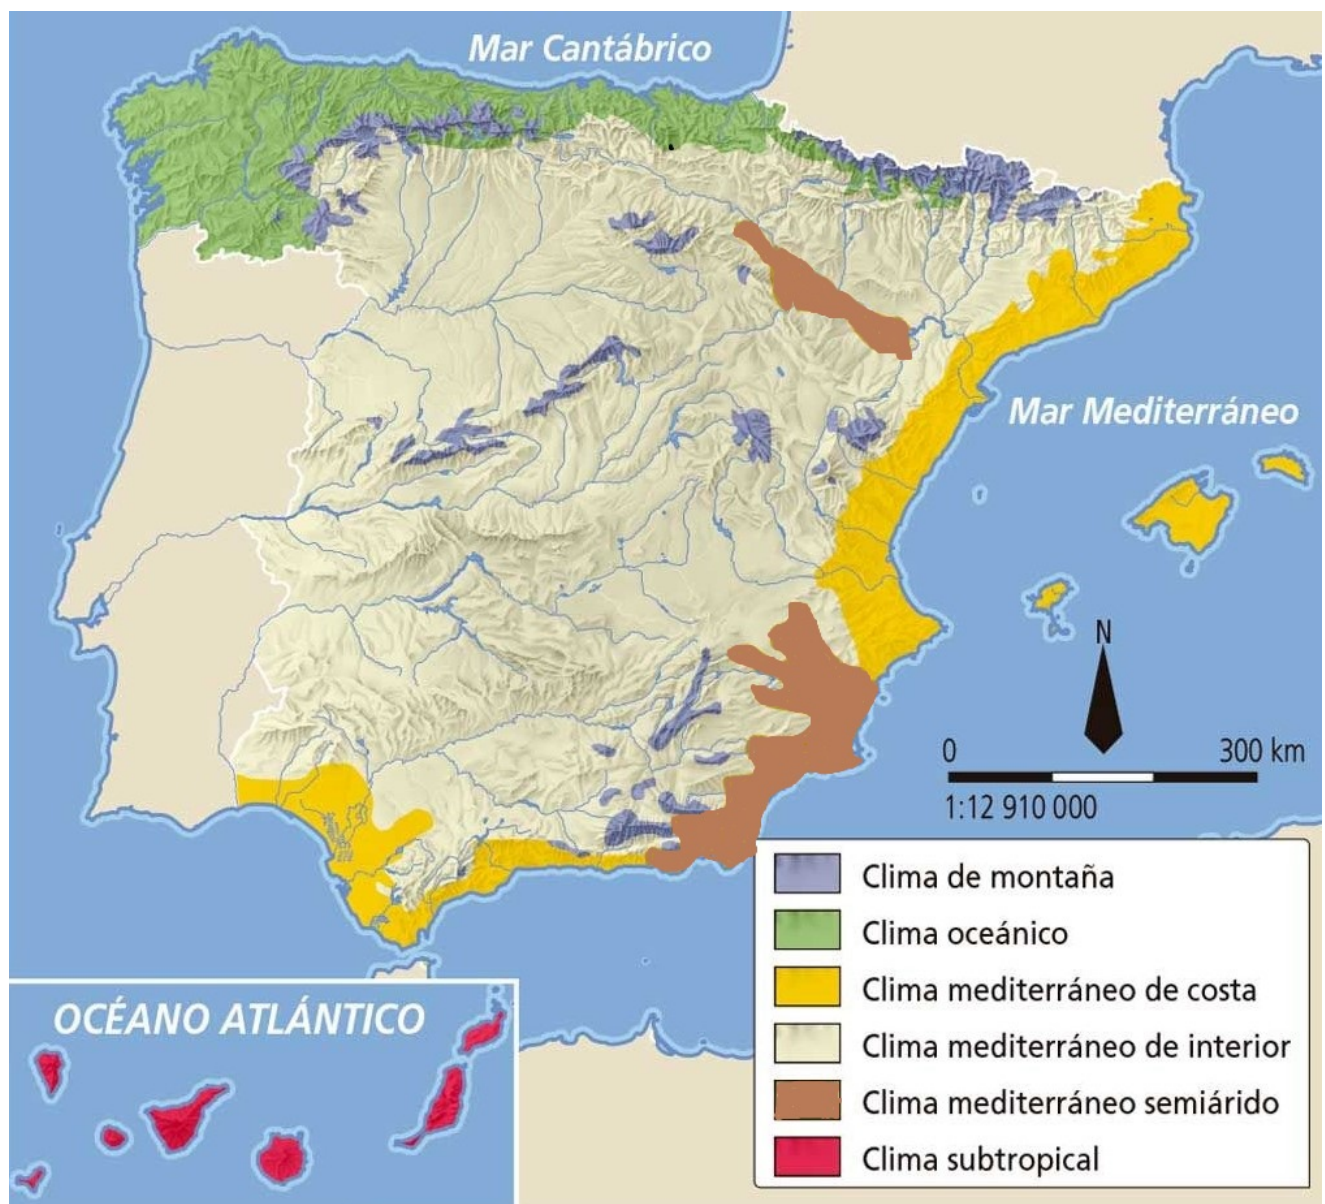 Mar Cantábrico
Mar Mediterráneo
N
0 300 km
1:12 910 000
OCÉANO ATLÁNTICO
Clima de montaña
Clima oceánico
Clima mediterráneo de costa
Clima mediterráneo de interior
Clima mediterráneo semiárido
Clima subtropical